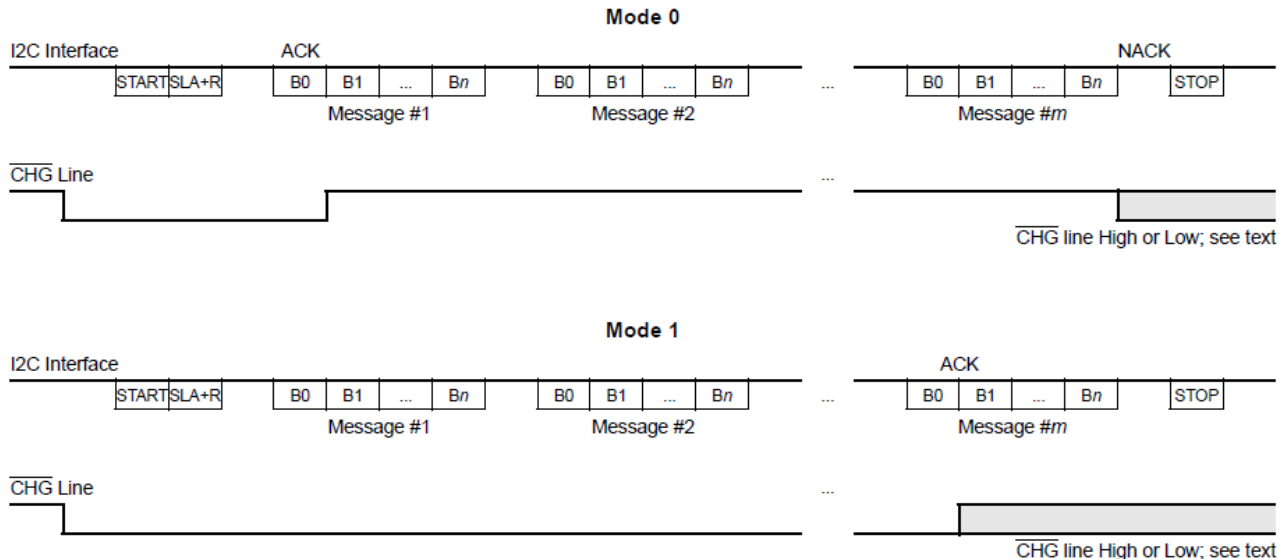 Mode 0
I2C Interface ACK NACK
START SLA+R B0 B1 ... Bn B0 B1 ... Bn ... B0 B1 ... Bn STOP
Message #1 Message #2 Message #m
CHG Line ...
CHG line High or Low; see text
Mode 1
I2C Interface ACK
START SLA+R B0 B1 ... Bn B0 B1 ... Bn ... B0 B1 ... Bn STOP
Message #1 Message #2 Message #m
CHG Line ...
CHG line High or Low; see text